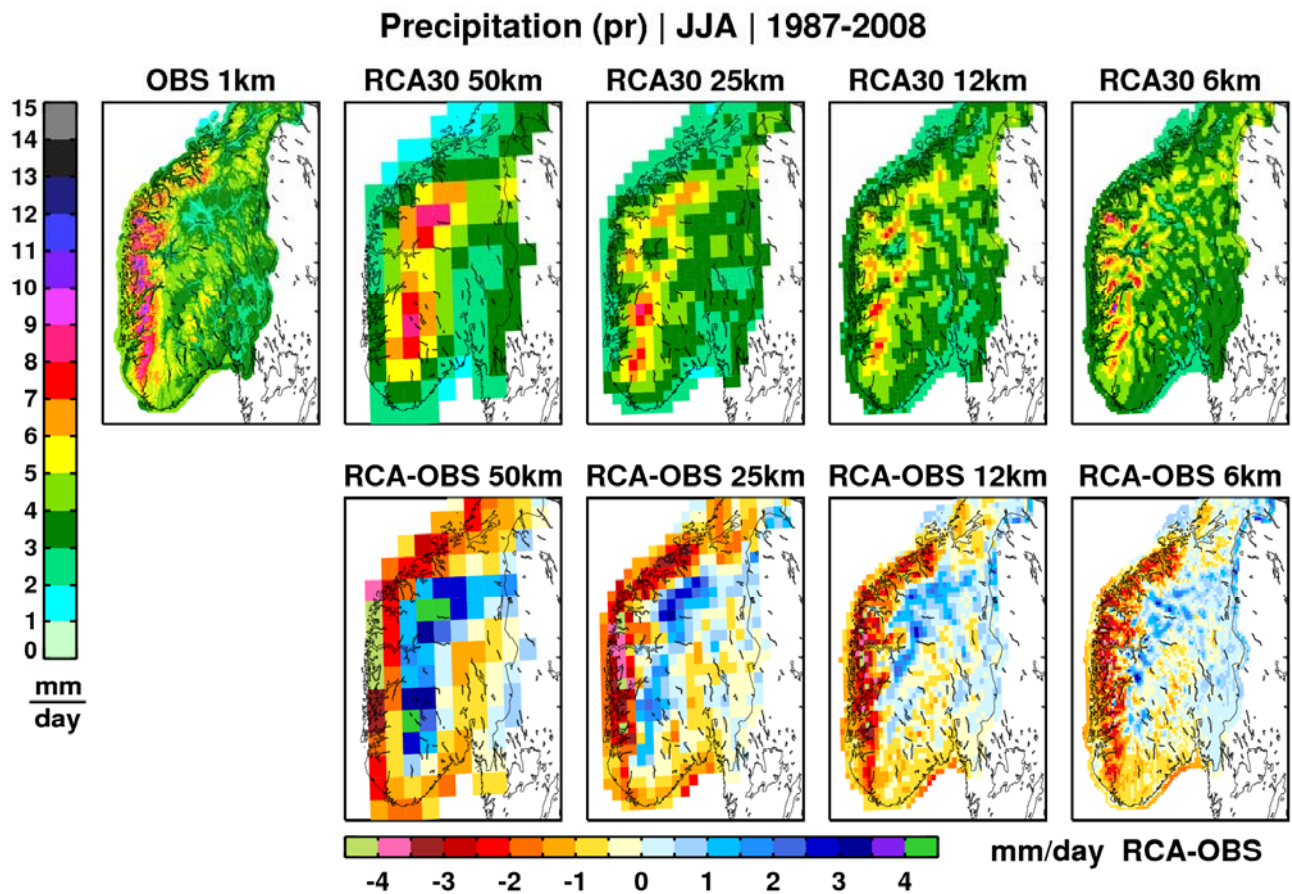 Precipitation (pr) | JJA | 1987-2008
OBS 1km
RCA30 50km
RCA30 25km
RCA30 12km
RCA30 6km
15
14
13
12
11
10
9
8
7
6
5
4
3
2
1
0
mm
day
RCA-OBS 50km
RCA-OBS 25km
RCA-OBS 12km
RCA-OBS 6km
-4 -3 -2 -1 0 1 2 3 4
mm/day RCA-OBS